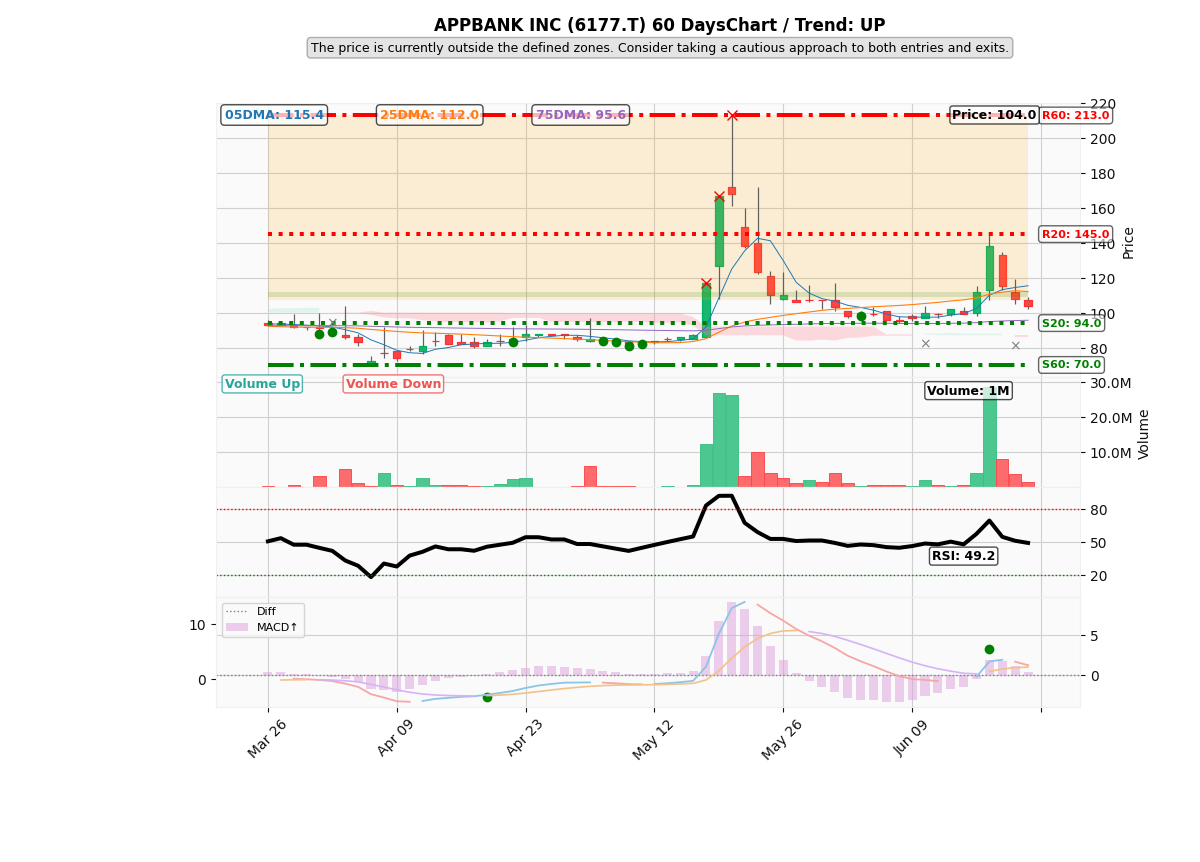 APPBANK INC (6177.T) 60 DaysChart / Trend: UP
The price is currently outside the defined zones. Consider taking a cautious approach to both entries and exits.
05DMA: 115.4
25DMA: 112.0
75DMA: 95.6
Price: 104.0
R60: 213.0
220
200
180
160
R20: 145.0
140
Price
120
100
S20: 94.0
80
S60: 70.0
Volume Up
Volume Down
Volume: 1M
30.0M
20.0M
10.0M
Volume
80
50
20
RSI: 49.2
Diff
MACD↑
10
0
5
0
Mar 26
Apr 09
Apr 23
May 12
May 26
Jun 09